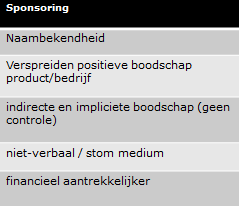 Sponsoring
Naambekendheid
Verspreiden positieve boodschap
product/bedrijf
indirecte en impliciete boodschap (geen
controle)
niet-verbaal / stom medium
financieel aantrekkelijker